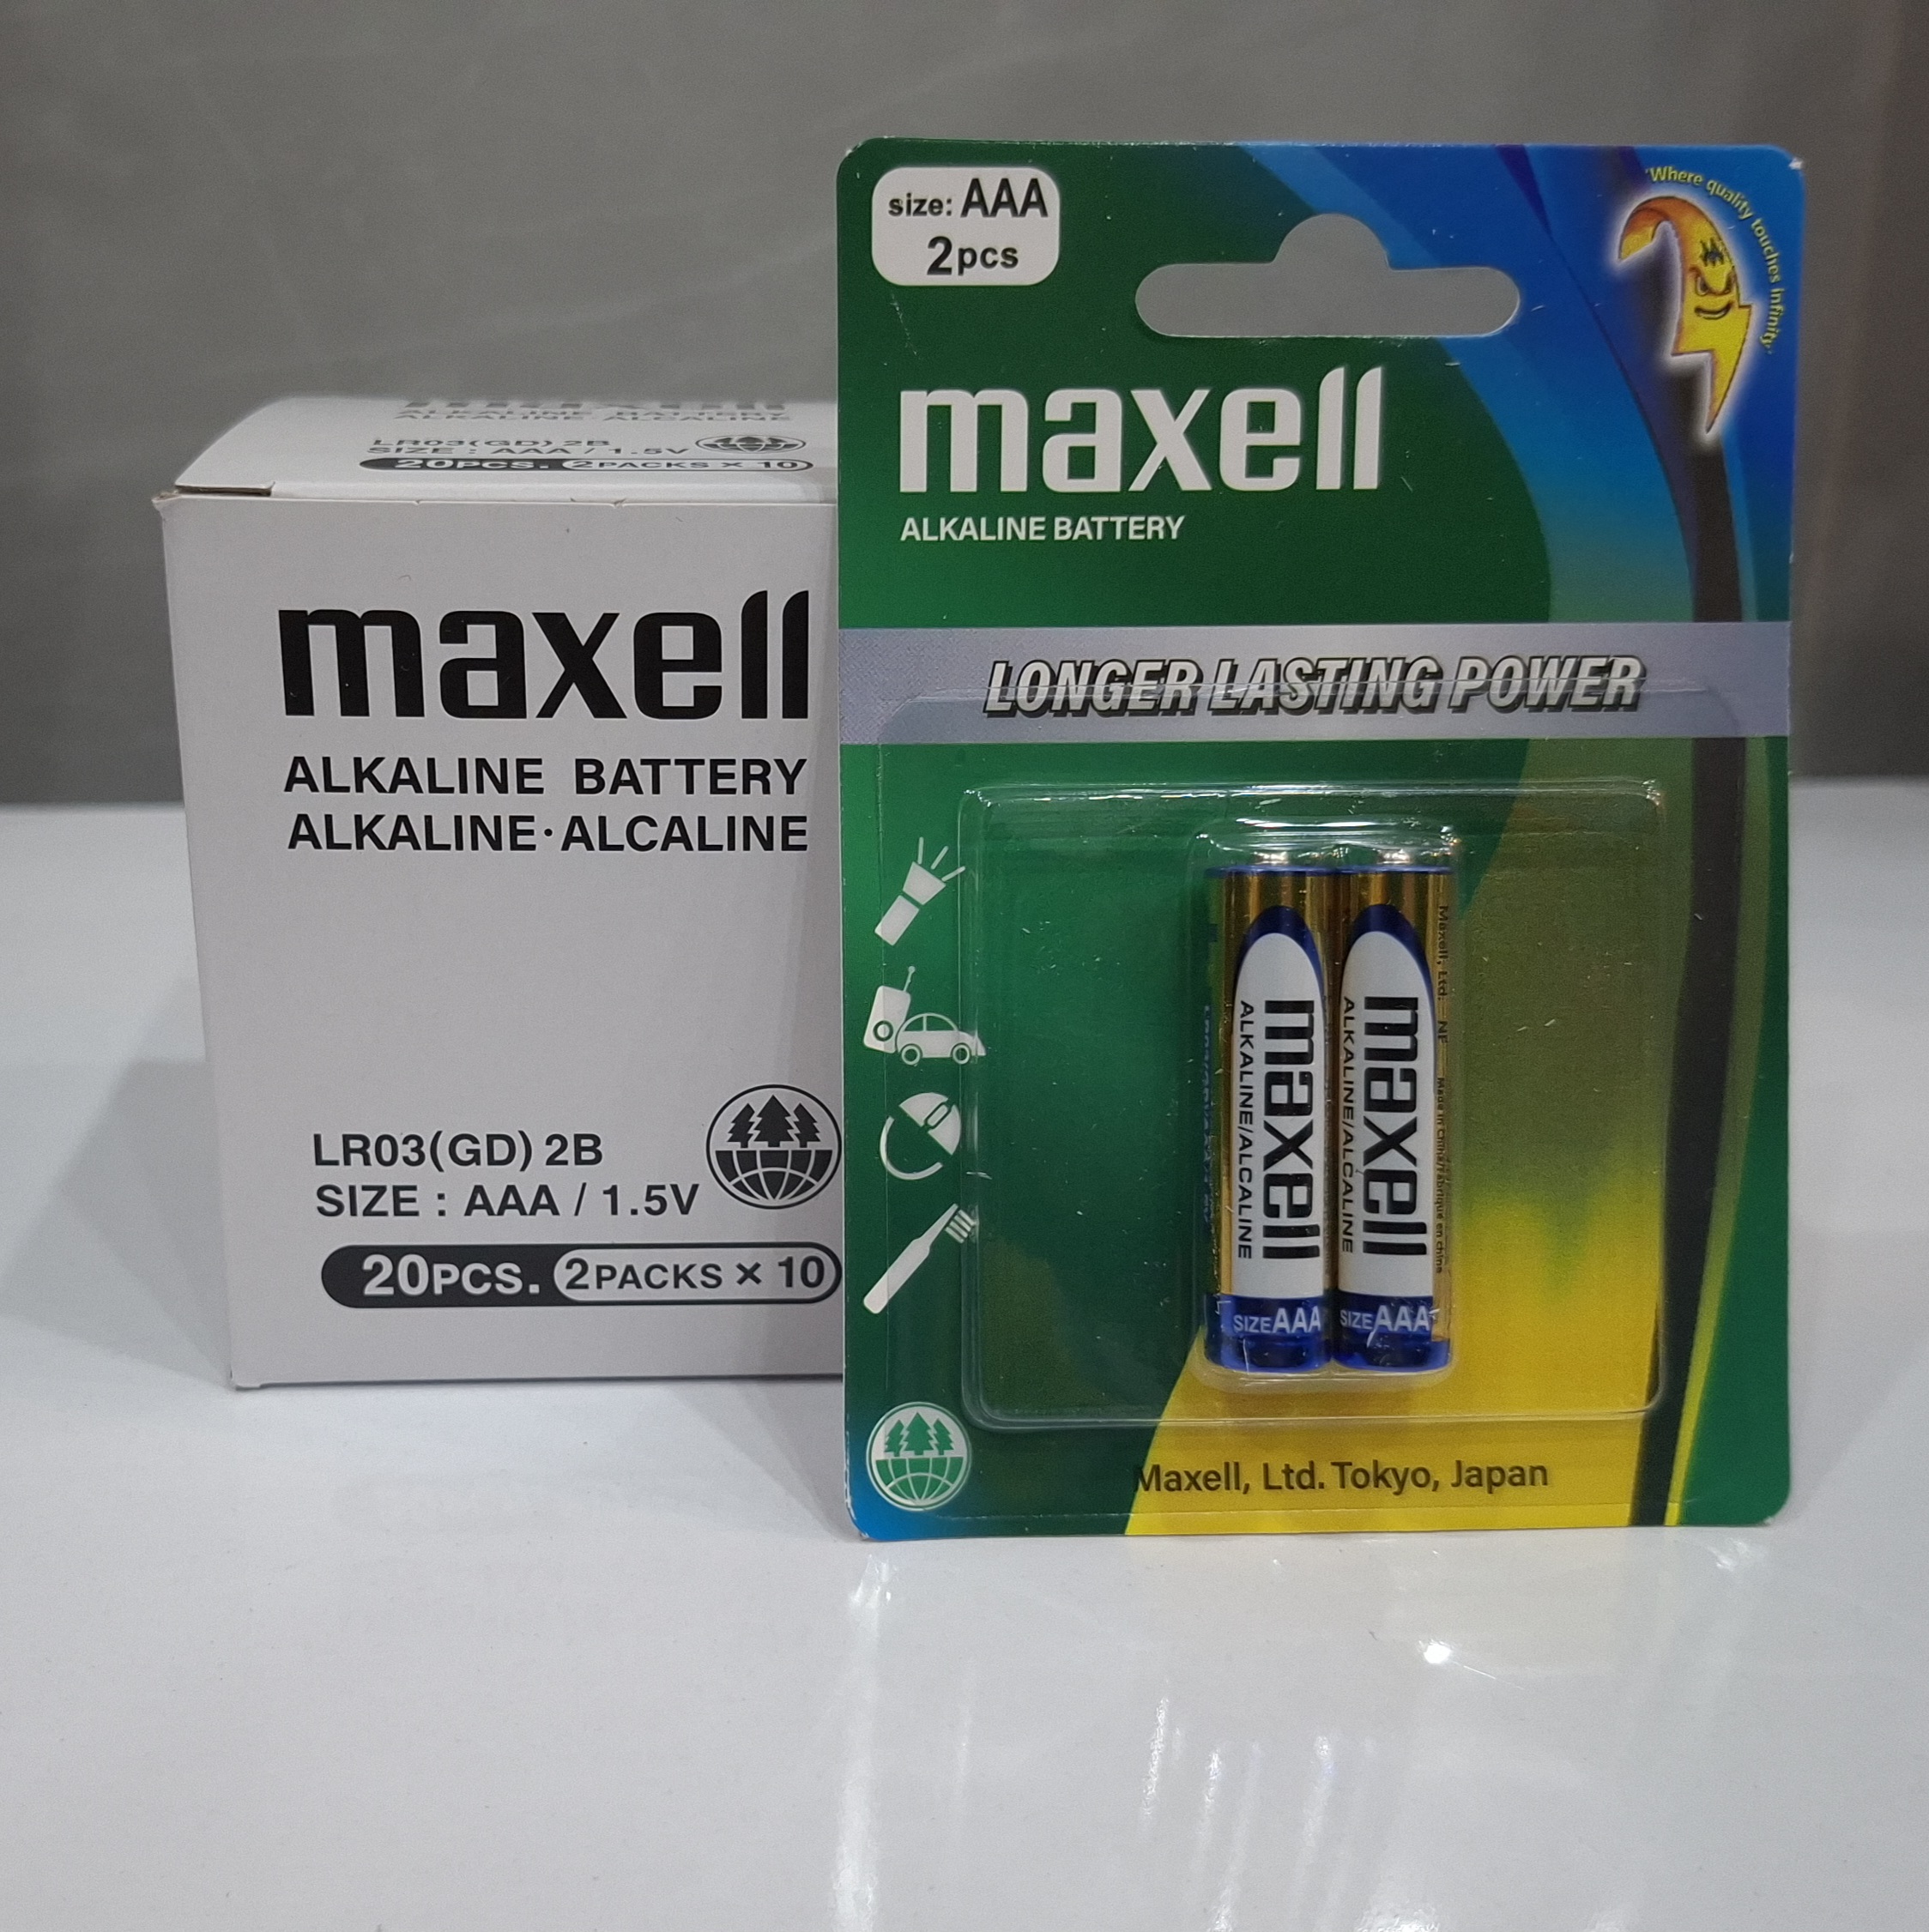 maxell
ALKALINE BATTERY
ALKALINE ALCALINE
LR03(GD) 2B
SIZE : AAA / 1.5V
20PCS. 2PACKS × 10
maxell
ALKALINE BATTERY
ALKALINE·ALCALINE
LR03(GD) 2B
SIZE : AAA / 1.5V
20PCS. 2PACKS × 10
size: AAA
2pcs
"Where quality touches infinity."
maxell
ALKALINE BATTERY
LONGER LASTING POWER
maxell
ALKALINE/ALCALINE
SIZE AAA
maxell
ALKALINE/ALCALINE
SIZE AAA
Maxell, Ltd. NF Made in China/Fabriqué en chine
Maxell, Ltd. Tokyo, Japan